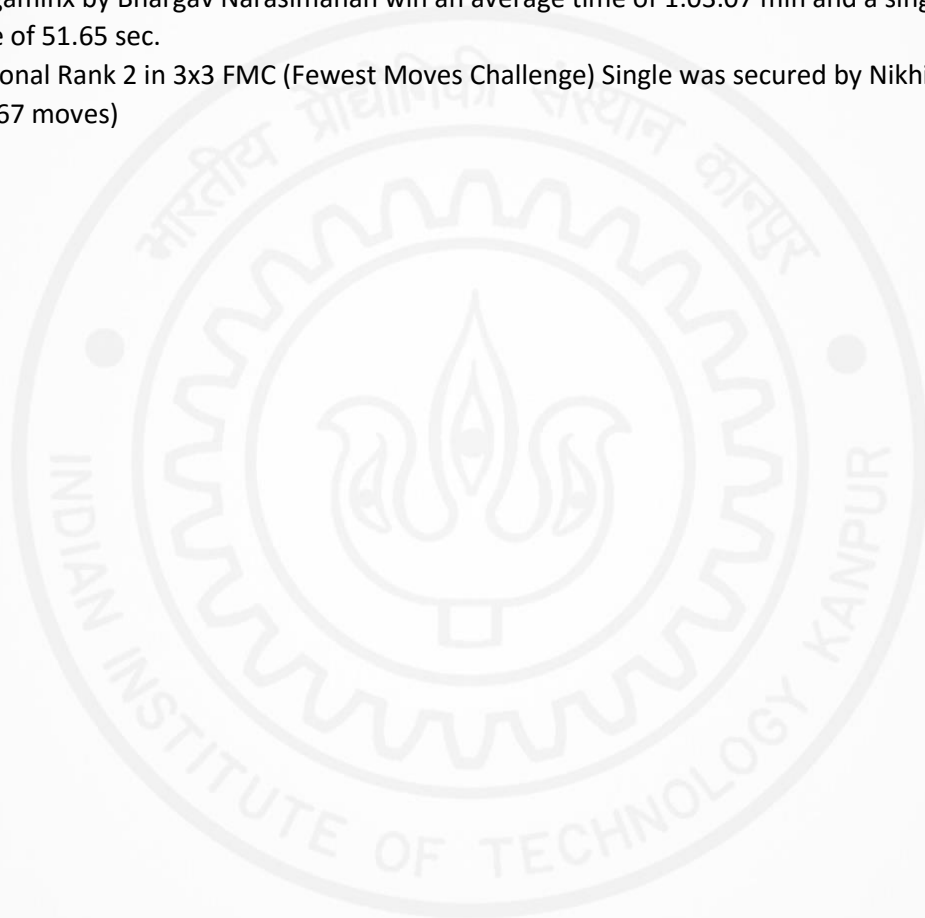 gaminx by Bhargav Narasimahan win an average time of 1:03.07 min and a sing
e of 51.65 sec.
onal Rank 2 in 3x3 FMC (Fewest Moves Challenge) Single was secured by Nikhi
67 moves)
भारतीय प्रौद्योगिकी संस्थान कानपुर
INDIAN INSTITUTE OF TECHNOLOGY KANPUR